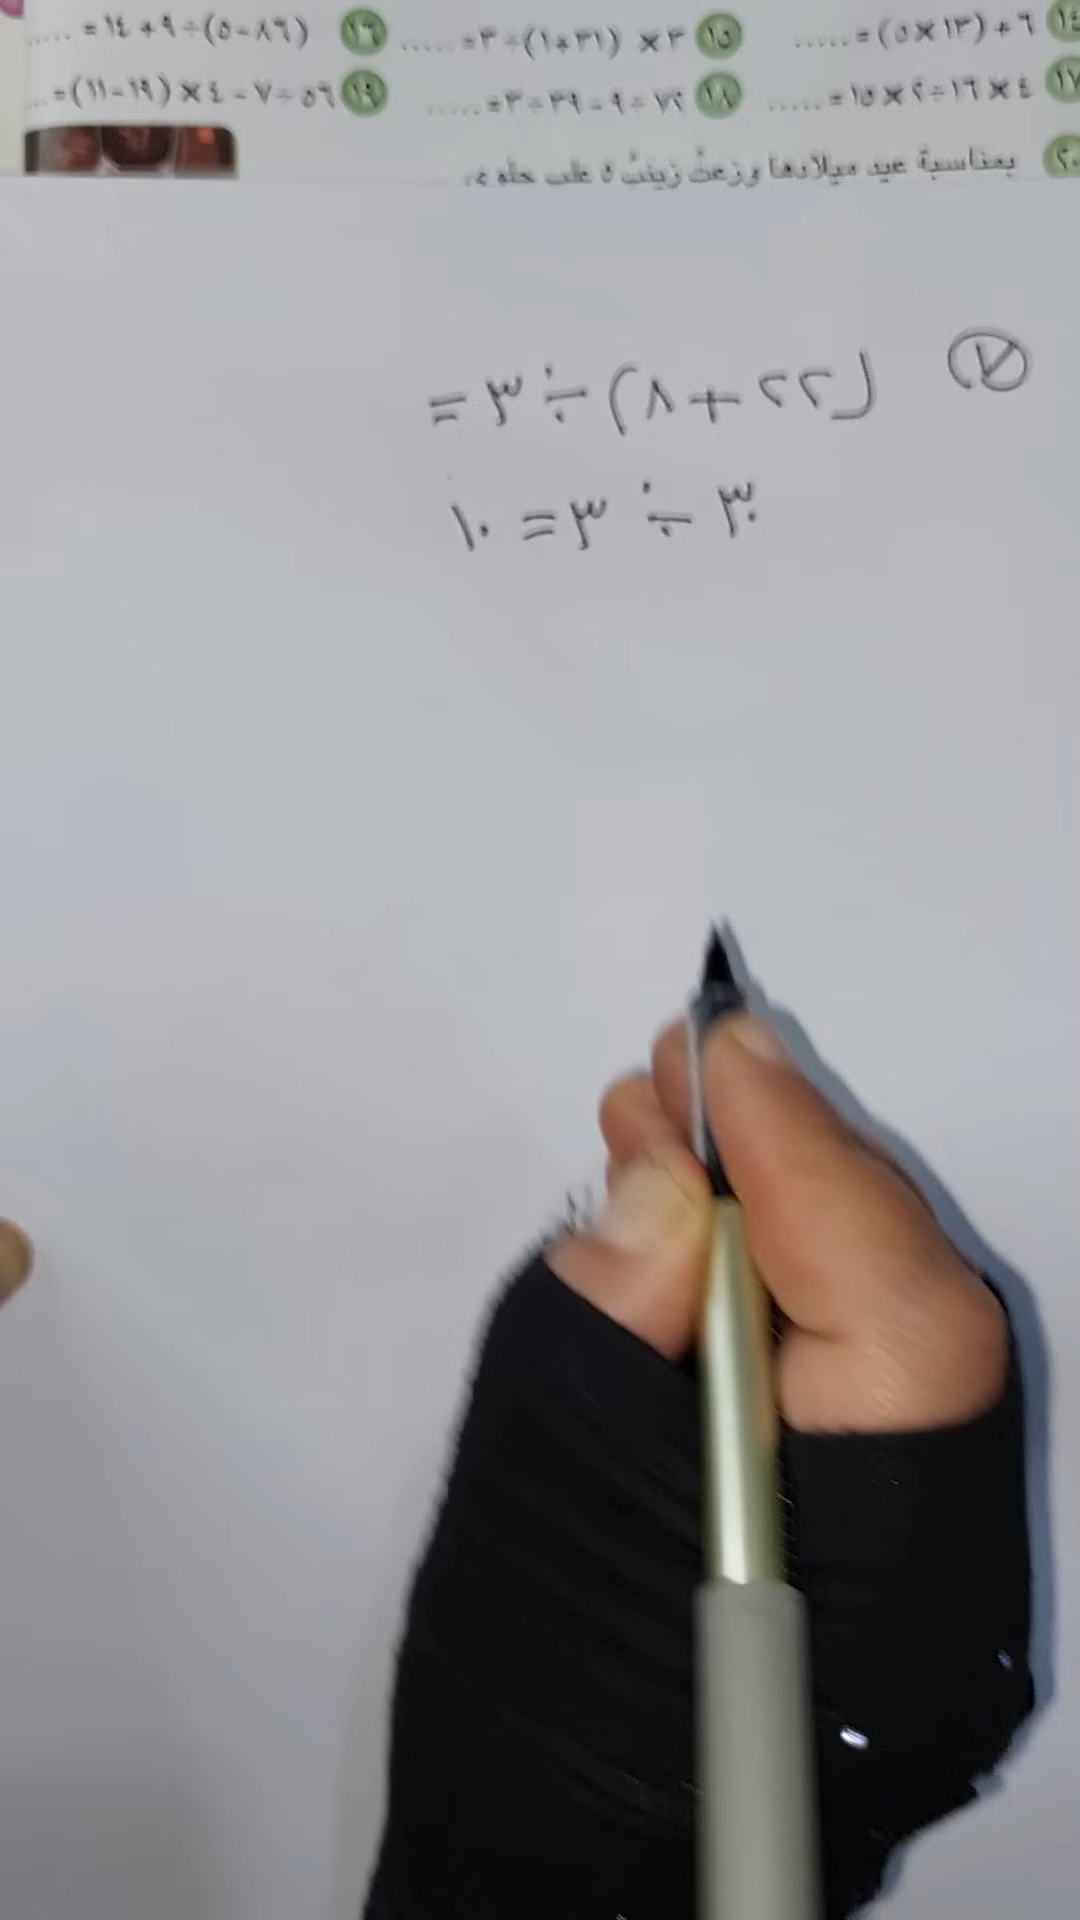 ١٤ ٦ + (١٣ × ٥) = ......
١٥ ٣ × (٣١ + ١) ÷ ٣ = ......
١٦ (٨٦ - ٥) ÷ ٩ + ١٤ = ......
١٧ ٤ × ١٦ ÷ ٢ × ١٥ = ......
١٨ ٧٢ ÷ ٩ - ٣٩ ÷ ٣ = ......
١٩ ٥٦ ÷ ٧ - ٤ × (١٩ - ١١) = ...
٢٠ بمناسبة عيد ميلادها وزعت زينب ٥ علب حلوى
٧ (٢٢ + ٨) ÷ ٣ =
٣٠ ÷ ٣ = ١٠